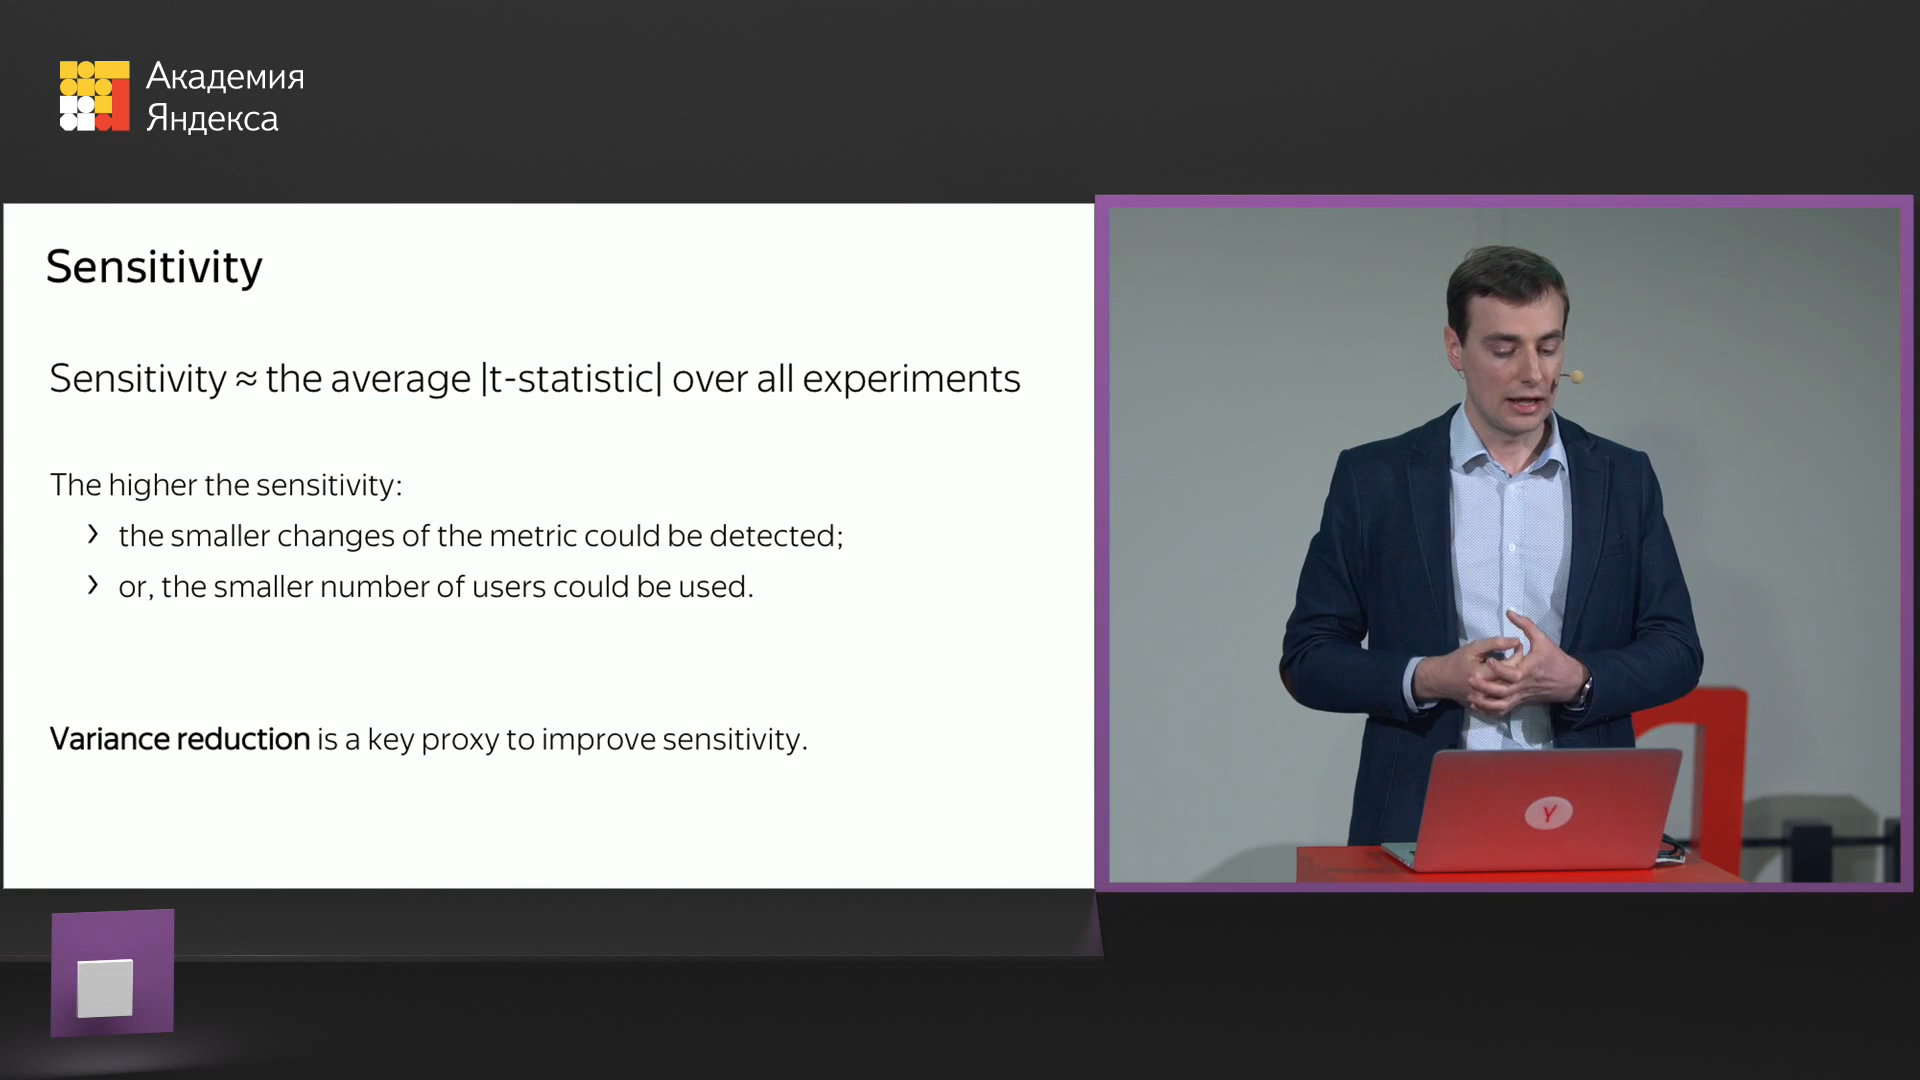 Академия
Яндекса
Sensitivity
Sensitivity ≈ the average |t-statistic| over all experiments
The higher the sensitivity:
› the smaller changes of the metric could be detected;
› or, the smaller number of users could be used.
Variance reduction is a key proxy to improve sensitivity.
Y